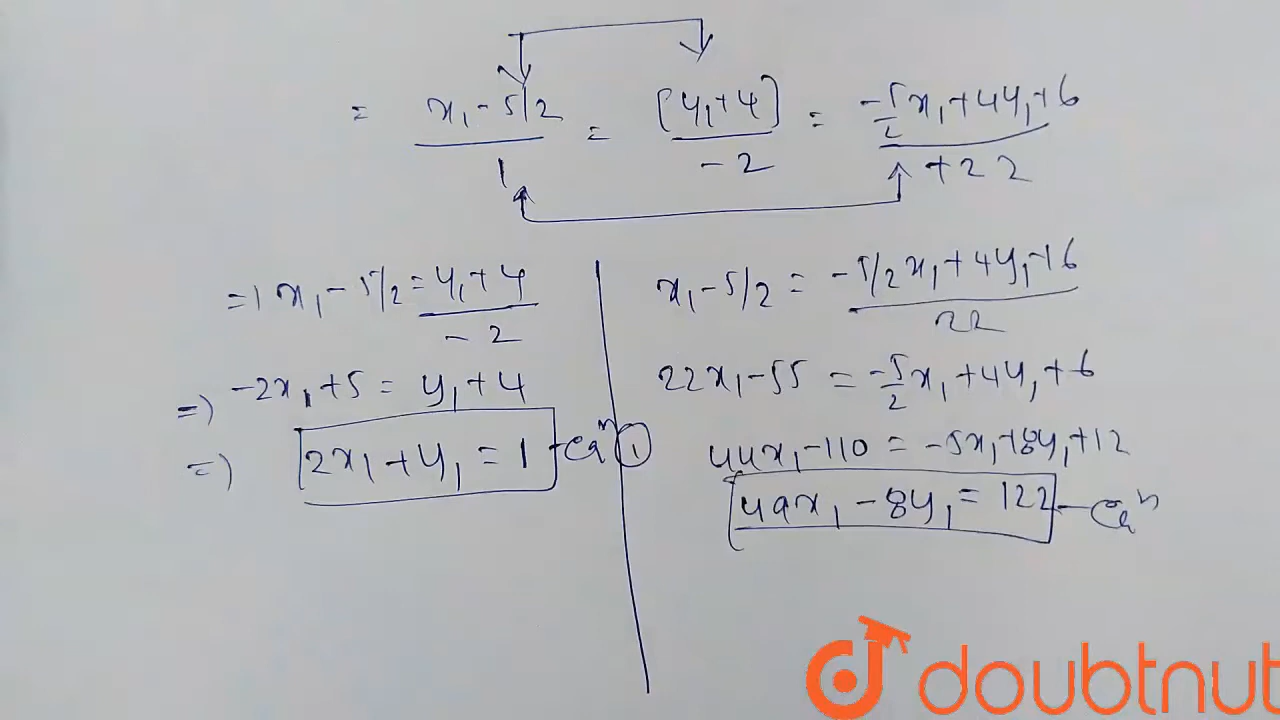 = (x₁ - 5/2)/1 = [y₁+4]/-2 = (-5/2 x₁ + 4y₁ + 6)/+22
=) x₁ - 5/2 = (y₁+4)/-2
=) -2x₁ + 5 = y₁ + 4
=) 2x₁ + y₁ = 1 - Eqⁿ ①
x₁ - 5/2 = (-5/2 x₁ + 4y₁ + 6)/22
22x₁ - 55 = -5/2 x₁ + 4y₁ + 6
44x₁ - 110 = -5x₁ + 8y₁ + 12
49x₁ - 8y₁ = 122 - Eqⁿ
doubtnut